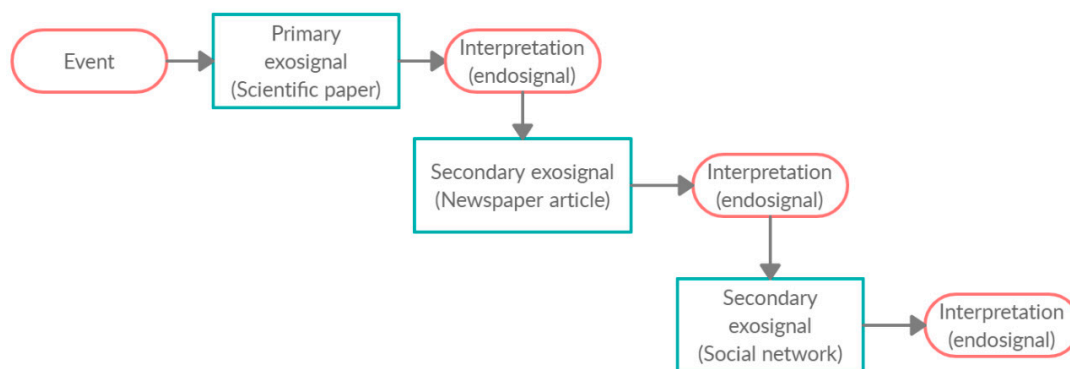 Event
Primary
exosignal
(Scientific paper)
Interpretation
(endosignal)
Secondary exosignal
(Newspaper article)
Interpretation
(endosignal)
Secondary
exosignal
(Social network)
Interpretation
(endosignal)